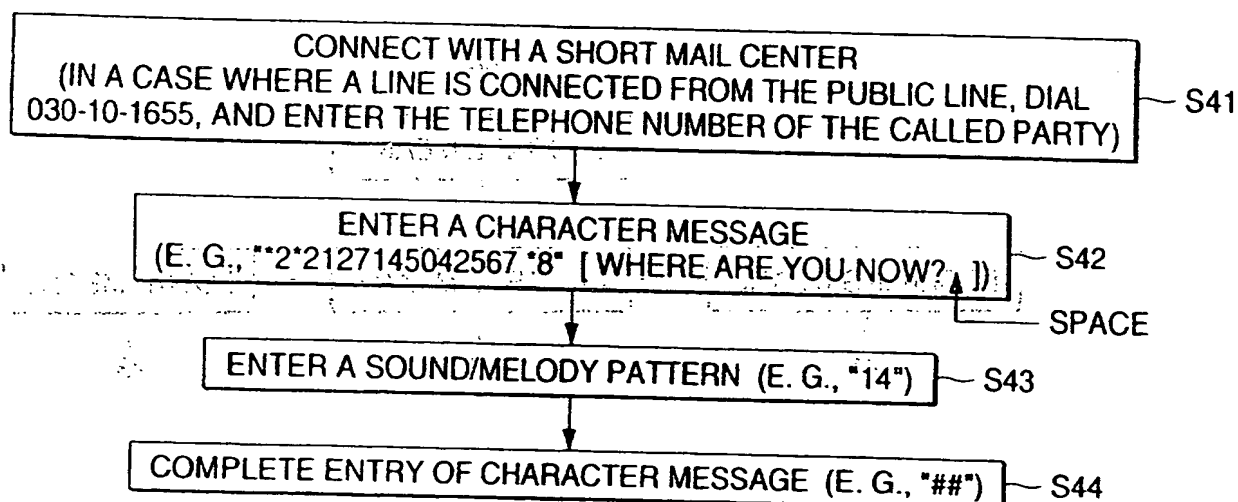 CONNECT WITH A SHORT MAIL CENTER
(IN A CASE WHERE A LINE IS CONNECTED FROM THE PUBLIC LINE, DIAL
030-10-1655, AND ENTER THE TELEPHONE NUMBER OF THE CALLED PARTY)
S41
ENTER A CHARACTER MESSAGE
(E. G., "*2*2127145042567,*8" [ WHERE ARE YOU NOW? ])
S42
SPACE
ENTER A SOUND/MELODY PATTERN (E. G., "14")
S43
COMPLETE ENTRY OF CHARACTER MESSAGE (E. G., "##")
S44